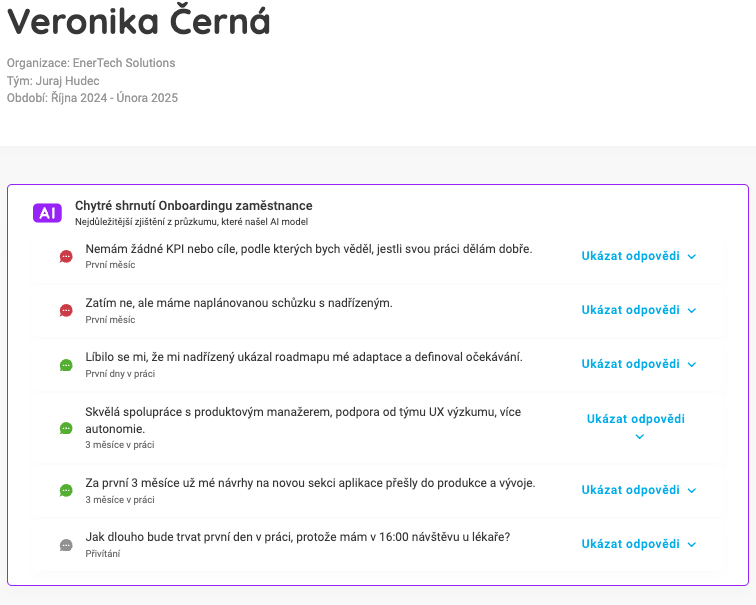 Veronika Černá
Organizace: EnerTech Solutions
Tým: Juraj Hudec
Období: Října 2024 - Února 2025
AI
Chytré shrnutí Onboardingu zaměstnance
Nejdůležitější zjištění z průzkumu, které našel AI model
Nemám žádné KPI nebo cíle, podle kterých bych věděl, jestli svou práci dělám dobře.
První měsíc
Ukázat odpovědi
Zatím ne, ale máme naplánovanou schůzku s nadřízeným.
První měsíc
Ukázat odpovědi
Líbilo se mi, že mi nadřízený ukázal roadmapu mé adaptace a definoval očekávání.
První dny v práci
Ukázat odpovědi
Skvělá spolupráce s produktovým manažerem, podpora od týmu UX výzkumu, více
autonomie.
3 měsíce v práci
Ukázat odpovědi
Za první 3 měsíce už mé návrhy na novou sekci aplikace přešly do produkce a vývoje.
3 měsíce v práci
Ukázat odpovědi
Jak dlouho bude trvat první den v práci, protože mám v 16:00 návštěvu u lékaře?
Přivítání
Ukázat odpovědi